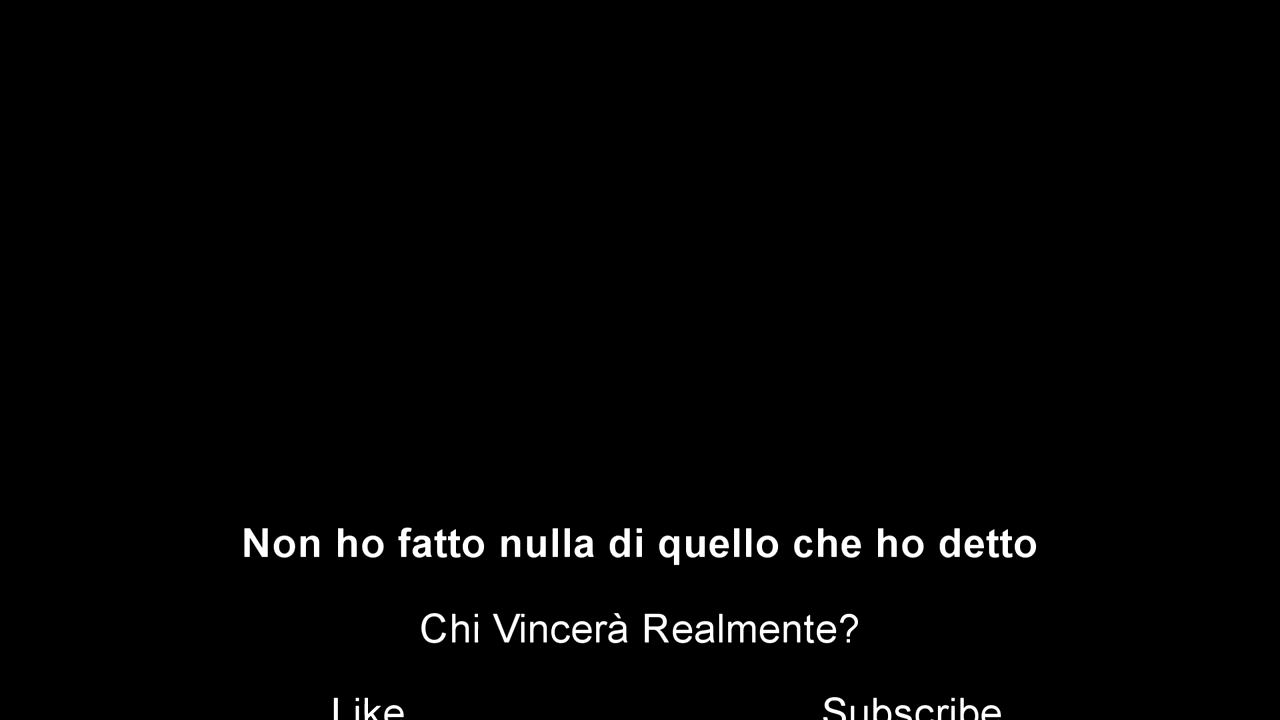 Non ho fatto nulla di quello che ho detto
Chi Vincerà Realmente?
Like Subscribe